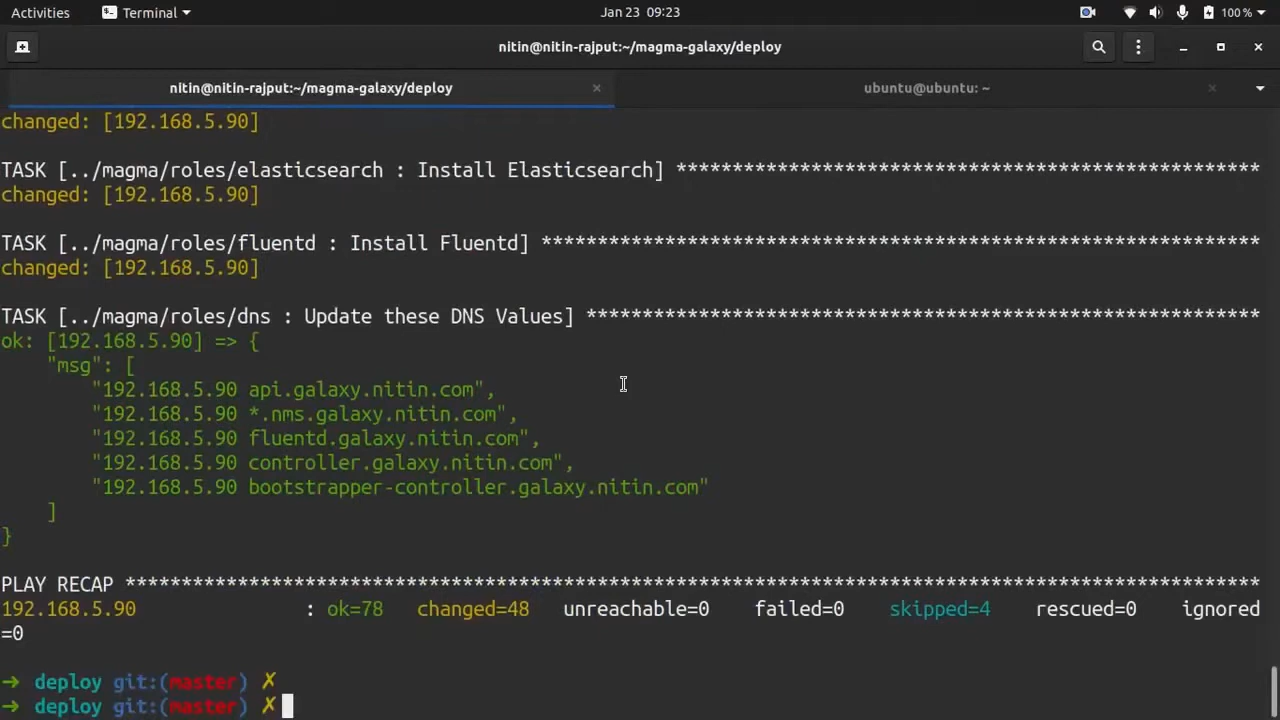 Activities Terminal Jan 23 09:23 100 %
nitin@nitin-rajput:~/magma-galaxy/deploy
nitin@nitin-rajput:~/magma-galaxy/deploy × ubuntu@ubuntu: ~ ×
changed: [192.168.5.90]
TASK [../magma/roles/elasticsearch : Install Elasticsearch] ****************************************************
changed: [192.168.5.90]
TASK [../magma/roles/fluentd : Install Fluentd] ****************************************************************
changed: [192.168.5.90]
TASK [../magma/roles/dns : Update these DNS Values] ************************************************************
ok: [192.168.5.90] => {
"msg": [
"192.168.5.90 api.galaxy.nitin.com",
"192.168.5.90 *.nms.galaxy.nitin.com",
"192.168.5.90 fluentd.galaxy.nitin.com",
"192.168.5.90 controller.galaxy.nitin.com",
"192.168.5.90 bootstrapper-controller.galaxy.nitin.com"
]
}
PLAY RECAP *****************************************************************************************************
192.168.5.90 : ok=78 changed=48 unreachable=0 failed=0 skipped=4 rescued=0 ignored
=0
→ deploy git:(master) ✗
→ deploy git:(master) ✗